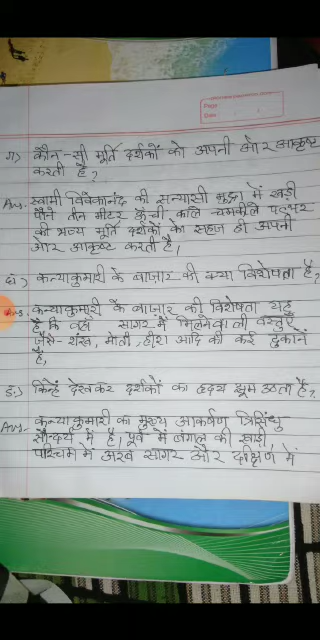 Page :
Date :
ग) कौन-सी मूर्ति दर्शकों को अपनी ओर आकृष्ट
करती है?
Ans. स्वामी विवेकानंद की सन्यासी मुद्रा में खड़ी
पौने तीन मीटर ऊँची काले चमकीले पत्थर
की भव्य मूर्ति दर्शकों के सहज ही अपनी
ओर आकृष्ट करती है।
घ) कन्याकुमारी के बाज़ार की क्या विशेषता है?
Ans. कन्याकुमारी के बाज़ार की विशेषता यह
है कि वहाँ सागर में मिलनेवाली वस्तुएँ
जैसे- शंख, मोती, हीरा आदि की कई दुकानें
हैं,
ङ) किन्हें देखकर दर्शकों का हृदय झूम उठता है?
Ans. कन्याकुमारी का मुख्य आकर्षण त्रिसिंधु
सौन्दर्य में है। पूर्व में बंगाल की खाड़ी,
पश्चिम में अरब सागर और दक्षिण में